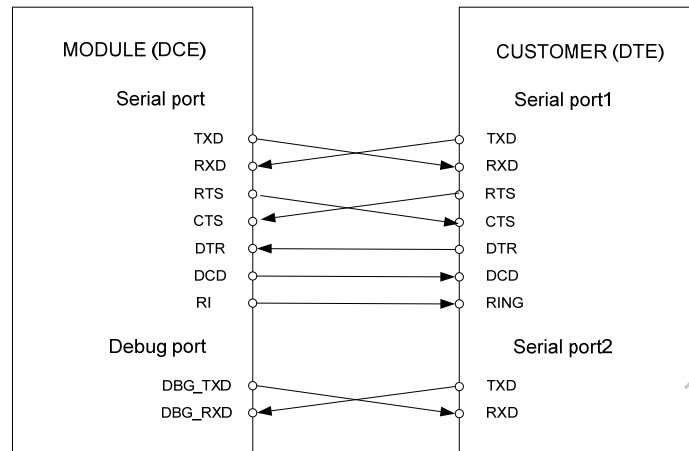 MODULE (DCE)
CUSTOMER (DTE)
Serial port
Serial port1
TXD
TXD
RXD
RXD
RTS
RTS
CTS
CTS
DTR
DTR
DCD
DCD
RI
RING
Debug port
Serial port2
DBG_TXD
TXD
DBG_RXD
RXD